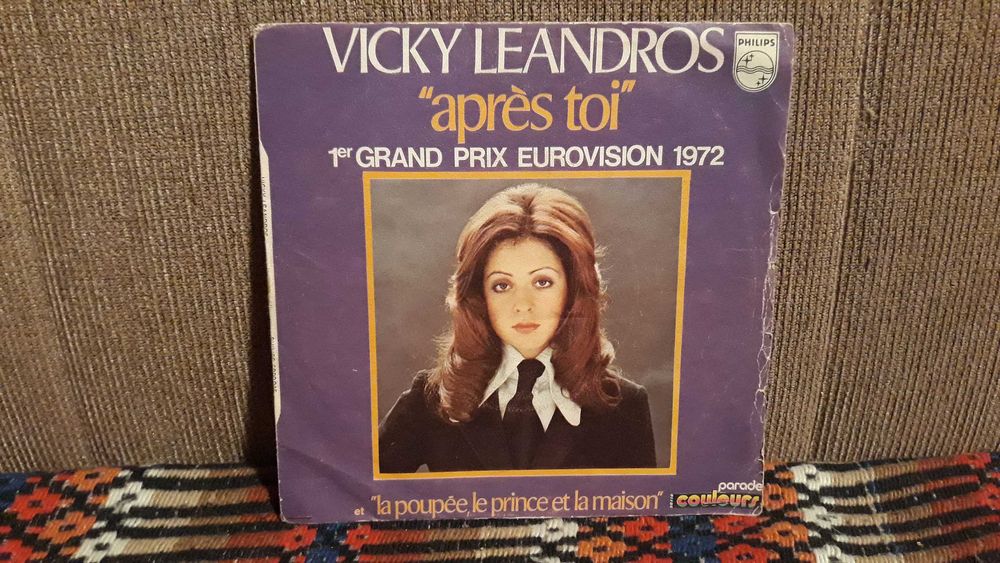 VICKY LEANDROS
PHILIPS
"après toi"
1er GRAND PRIX EUROVISION 1972
et "la poupée, le prince et la maison"
parade
couleurs